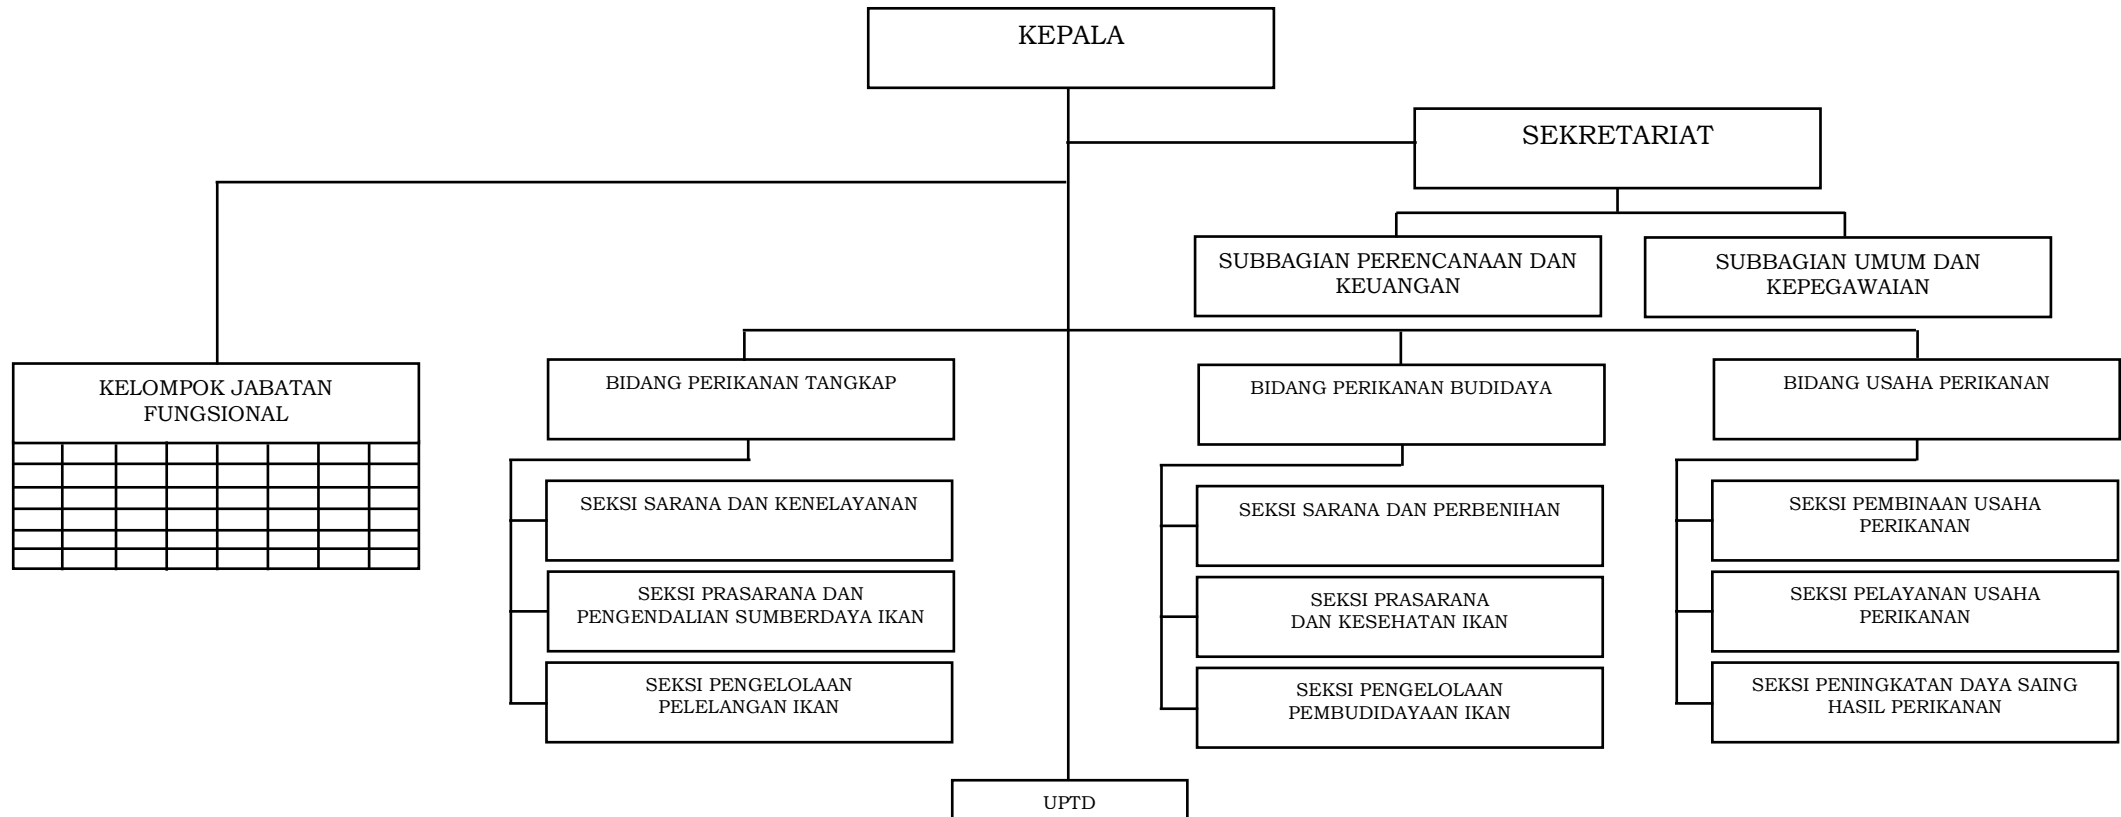 KEPALA
SEKRETARIAT
SUBBAGIAN PERENCANAAN DAN
KEUANGAN
SUBBAGIAN UMUM DAN
KEPEGAWAIAN
KELOMPOK JABATAN
FUNGSIONAL
BIDANG PERIKANAN TANGKAP
SEKSI SARANA DAN KENELAYANAN
SEKSI PRASARANA DAN
PENGENDALIAN SUMBERDAYA IKAN
SEKSI PENGELOLAAN
PELELANGAN IKAN
BIDANG PERIKANAN BUDIDAYA
SEKSI SARANA DAN PERBENIHAN
SEKSI PRASARANA
DAN KESEHATAN IKAN
SEKSI PENGELOLAAN
PEMBUDIDAYAAN IKAN
BIDANG USAHA PERIKANAN
SEKSI PEMBINAAN USAHA
PERIKANAN
SEKSI PELAYANAN USAHA
PERIKANAN
SEKSI PENINGKATAN DAYA SAING
HASIL PERIKANAN
UPTD